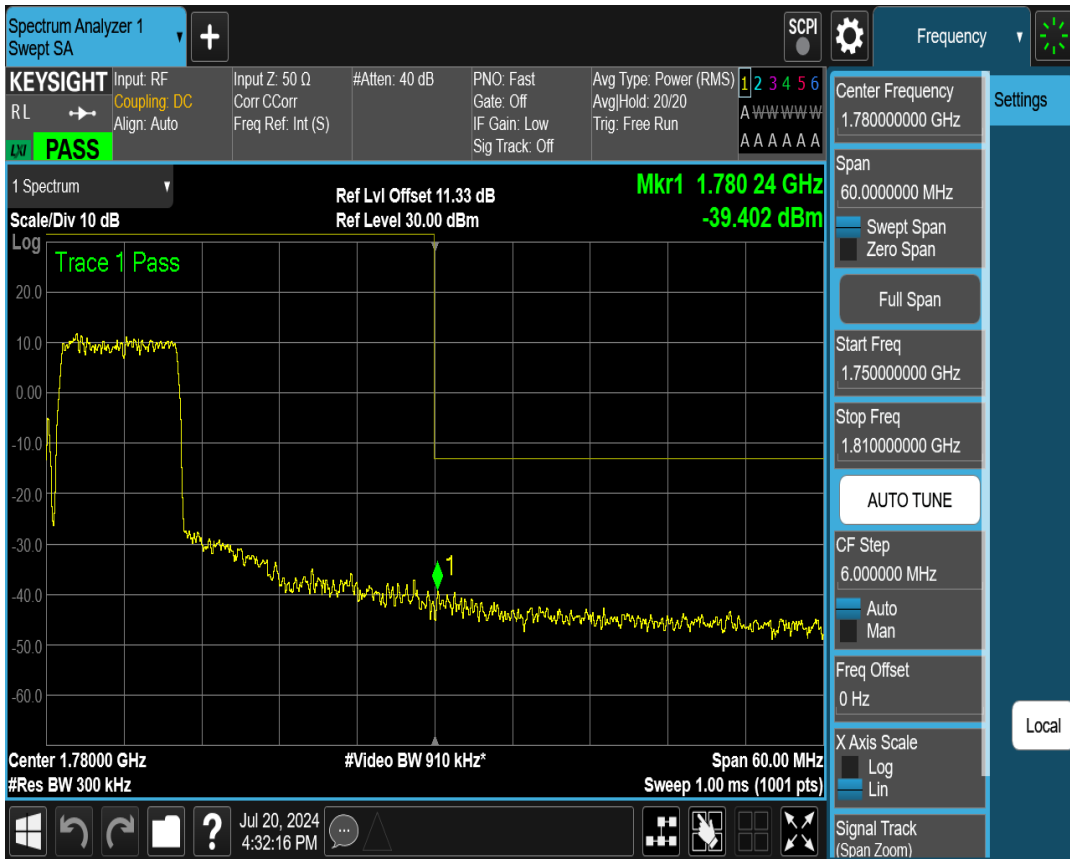 Spectrum Analyzer 1
Swept SA
+
SCPI
Frequency
KEYSIGHT
RL
LXI PASS
Input: RF
Coupling: DC
Align: Auto
Input Z: 50 Ω
Corr CCorr
Freq Ref: Int (S)
#Atten: 40 dB
PNO: Fast
Gate: Off
IF Gain: Low
Sig Track: Off
Avg Type: Power (RMS)
Avg|Hold: 20/20
Trig: Free Run
1 2 3 4 5 6
A W W W W W
A A A A A A
1 Spectrum
Scale/Div 10 dB
Ref Lvl Offset 11.33 dB
Ref Level 30.00 dBm
Mkr1 1.780 24 GHz
-39.402 dBm
Log
Trace 1 Pass
20.0
10.0
0.00
-10.0
-20.0
-30.0
1
-40.0
-50.0
-60.0
Center 1.78000 GHz
#Video BW 910 kHz*
Span 60.00 MHz
#Res BW 300 kHz
Sweep 1.00 ms (1001 pts)
Center Frequency
1.780000000 GHz
Settings
Span
60.0000000 MHz
Swept Span
Zero Span
Full Span
Start Freq
1.750000000 GHz
Stop Freq
1.810000000 GHz
AUTO TUNE
CF Step
6.000000 MHz
Auto
Man
Freq Offset
0 Hz
X Axis Scale
Log
Lin
Local
Signal Track
(Span Zoom)
?
Jul 20, 2024
4:32:16 PM